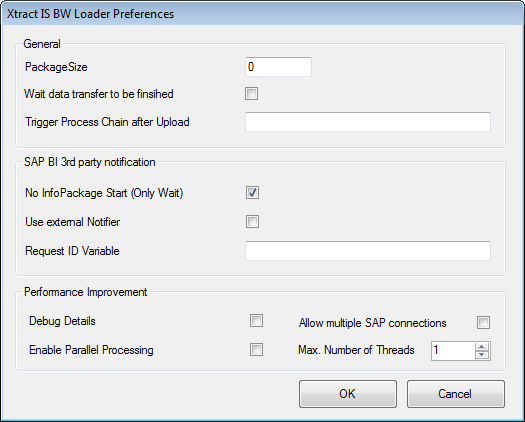 Xtract IS BW Loader Preferences
General
PackageSize 0
Wait data transfer to be finsihed
Trigger Process Chain after Upload
SAP BI 3rd party notification
No InfoPackage Start (Only Wait)
Use external Notifier
Request ID Variable
Performance Improvement
Debug Details Allow multiple SAP connections
Enable Parallel Processing Max. Number of Threads 1
OK Cancel